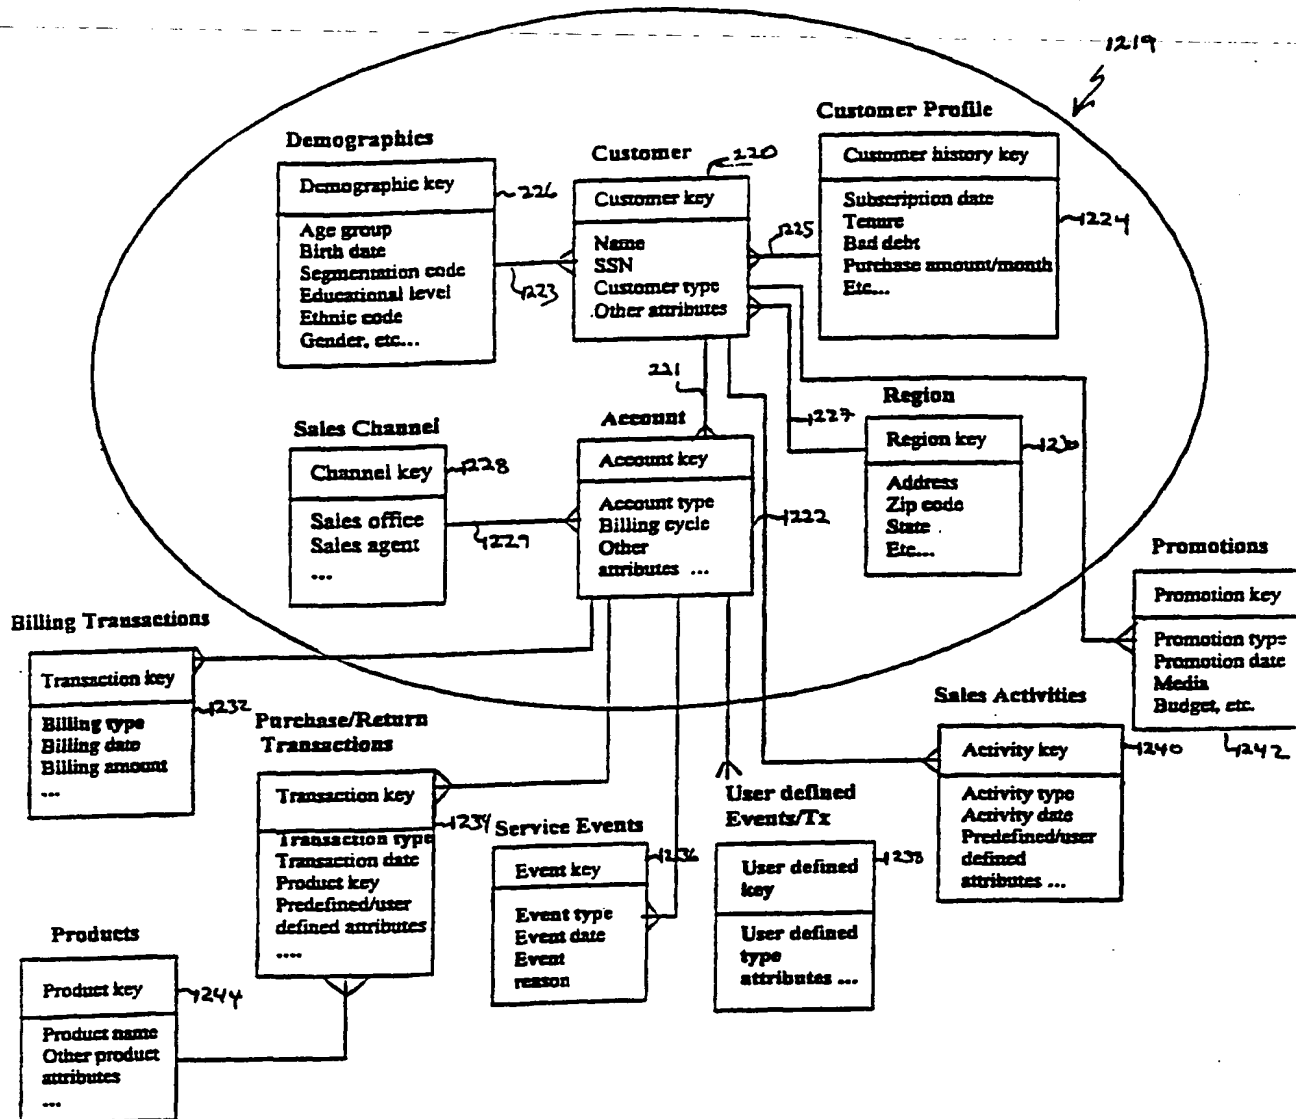 1219
Customer Profile
Customer history key
Subscription date
Tenure
Bad debt
Purchase amount/month
Etc...
1224
Demographics
Demographic key
Age group
Birth date
Segmentation code
Educational level
Ethnic code
Gender, etc...
226
Customer
220
Customer key
Name
SSN
Customer type
Other attributes
1225
1223
221
1227
Region
Region key
1230
Address
Zip code
State
Etc...
Sales Channel
Channel key
1228
Sales office
Sales agent
...
1229
Account
Account key
Account type
Billing cycle
Other
attributes ...
1222
Promotions
Promotion key
Promotion type
Promotion date
Media
Budget, etc.
1242
Billing Transactions
Transaction key
1232
Billing type
Billing date
Billing amount
...
Purchase/Return
Transactions
Transaction key
1234
Transaction type
Transaction date
Product key
Predefined/user
defined attributes
....
Service Events
Event key
1236
Event type
Event date
Event
reason
User defined
Events/Tx
User defined
key
1238
User defined
type
attributes ...
Sales Activities
Activity key
1240
Activity type
Activity date
Predefined/user
defined
attributes ...
Products
Product key
1244
Product name
Other product
attributes
...